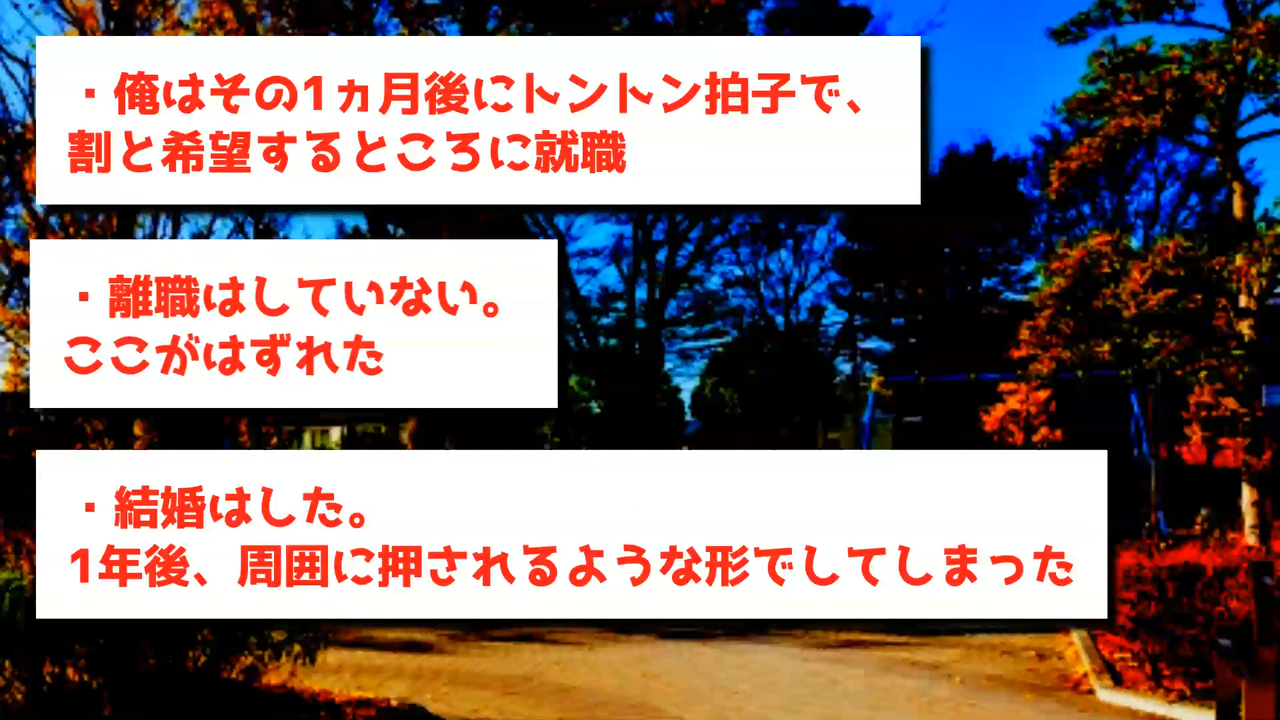 ・俺はその1ヵ月後にトントン拍子で、
割と希望するところに就職
・離職はしていない。
ここがはずれた
・結婚はした。
1年後、周囲に押されるような形でしてしまった